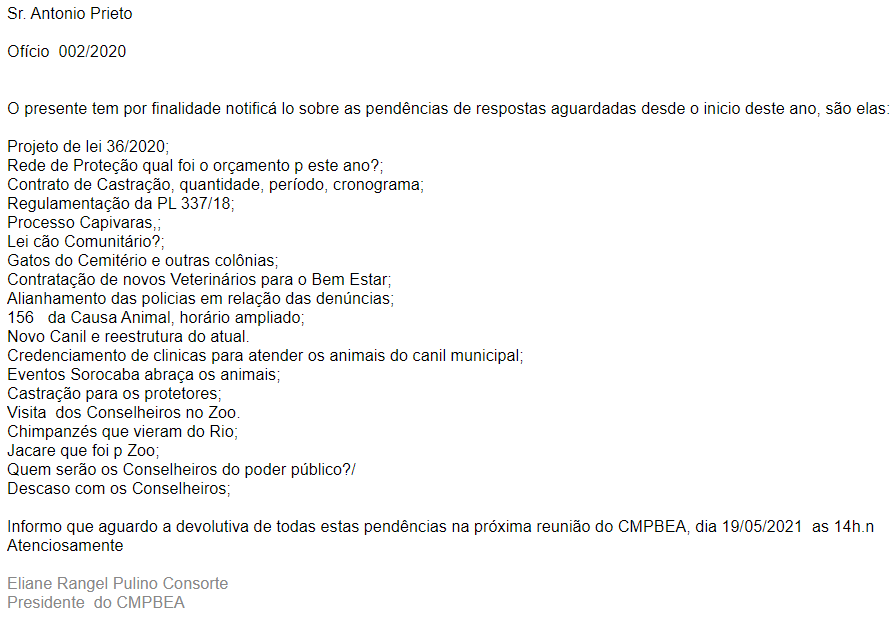 Sr. Antonio Prieto
Ofício  002/2020
O presente tem por finalidade notificá lo sobre as pendências de respostas aguardadas desde o inicio deste ano, são elas:
Projeto de lei 36/2020;
Rede de Proteção qual foi o orçamento p este ano?;
Contrato de Castração, quantidade, período, cronograma;
Regulamentação da PL 337/18;
Processo Capivaras,;
Lei cão Comunitário?;
Gatos do Cemitério e outras colônias;
Contratação de novos Veterinários para o Bem Estar;
Alianhamento das policias em relação das denúncias;
156   da Causa Animal, horário ampliado;
Novo Canil e reestrutura do atual.
Credenciamento de clinicas para atender os animais do canil municipal;
Eventos Sorocaba abraça os animais;
Castração para os protetores;
Visita  dos Conselheiros no Zoo.
Chimpanzés que vieram do Rio;
Jacare que foi p Zoo;
Quem serão os Conselheiros do poder público?/
Descaso com os Conselheiros;
Informo que aguardo a devolutiva de todas estas pendências na próxima reunião do CMPBEA, dia 19/05/2021  as 14h.n
Atenciosamente
Eliane Rangel Pulino Consorte
Presidente  do CMPBEA